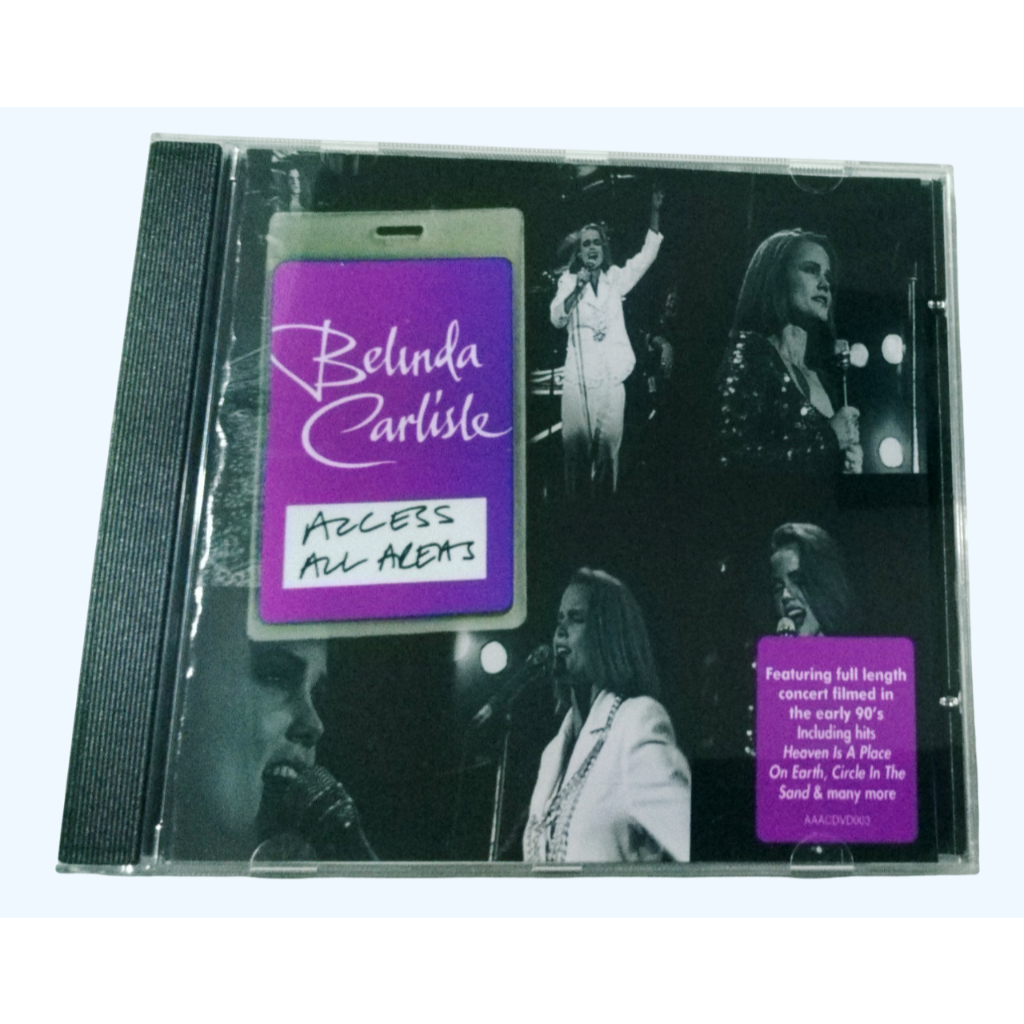 Belinda
Carlisle
ACCESS
ALL AREAS
Featuring full length
concert filmed in
the early 90's
Including hits
Heaven Is A Place
On Earth, Circle In The
Sand & many more
AAACDVD003